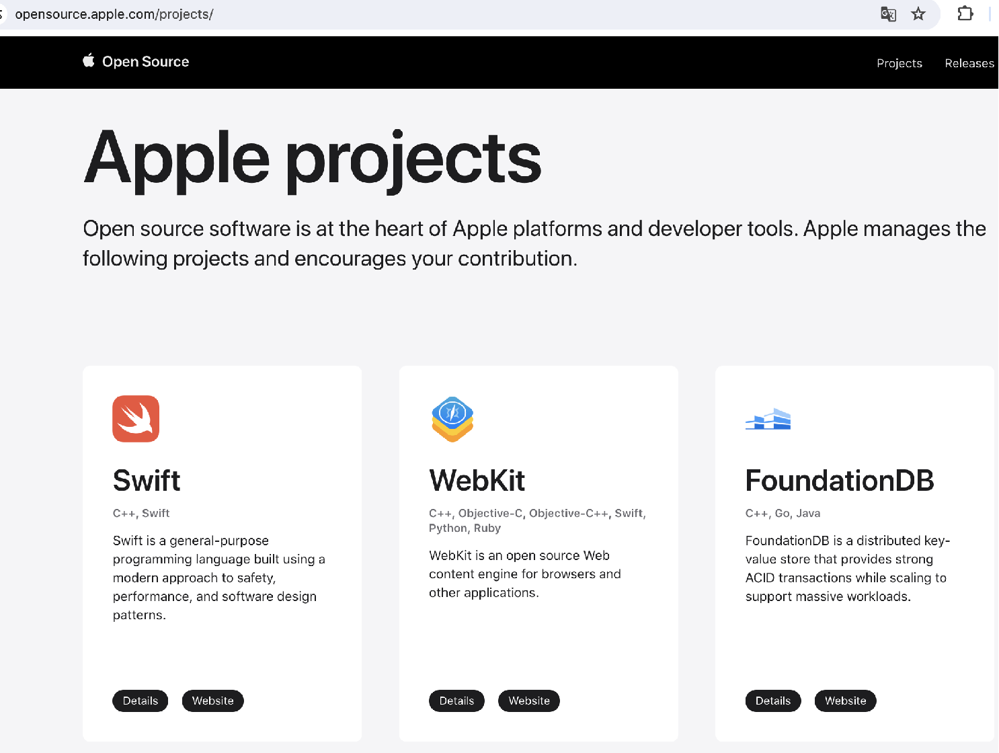 opensource.apple.com/projects/
Open Source
Projects
Releases
Apple projects
Open source software is at the heart of Apple platforms and developer tools. Apple manages the
following projects and encourages your contribution.
Swift
C++, Swift
Swift is a general-purpose
programming language built using a
modern approach to safety,
performance, and software design
patterns.
Details
Website
WebKit
C++, Objective-C, Objective-C++, Swift,
Python, Ruby
WebKit is an open source Web
content engine for browsers and
other applications.
Details
Website
FoundationDB
C++, Go, Java
FoundationDB is a distributed key-
value store that provides strong
ACID transactions while scaling to
support massive workloads.
Details
Website